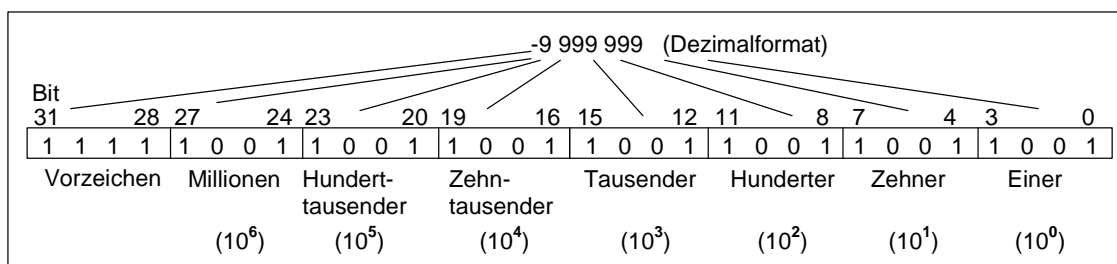 -9 999 999 (Dezimalformat)
Bit
31 28 27 24 23 20 19 16 15 12 11 8 7 4 3 0
1 1 1 1 1 0 0 1 1 0 0 1 1 0 0 1 1 0 0 1 1 0 0 1 1 0 0 1 1 0 0 1
Vorzeichen Millionen Hundert- Zehn- Tausender Hunderter Zehner Einer
tausender tausender
(10⁶) (10⁵) (10⁴) (10³) (10²) (10¹) (10⁰)